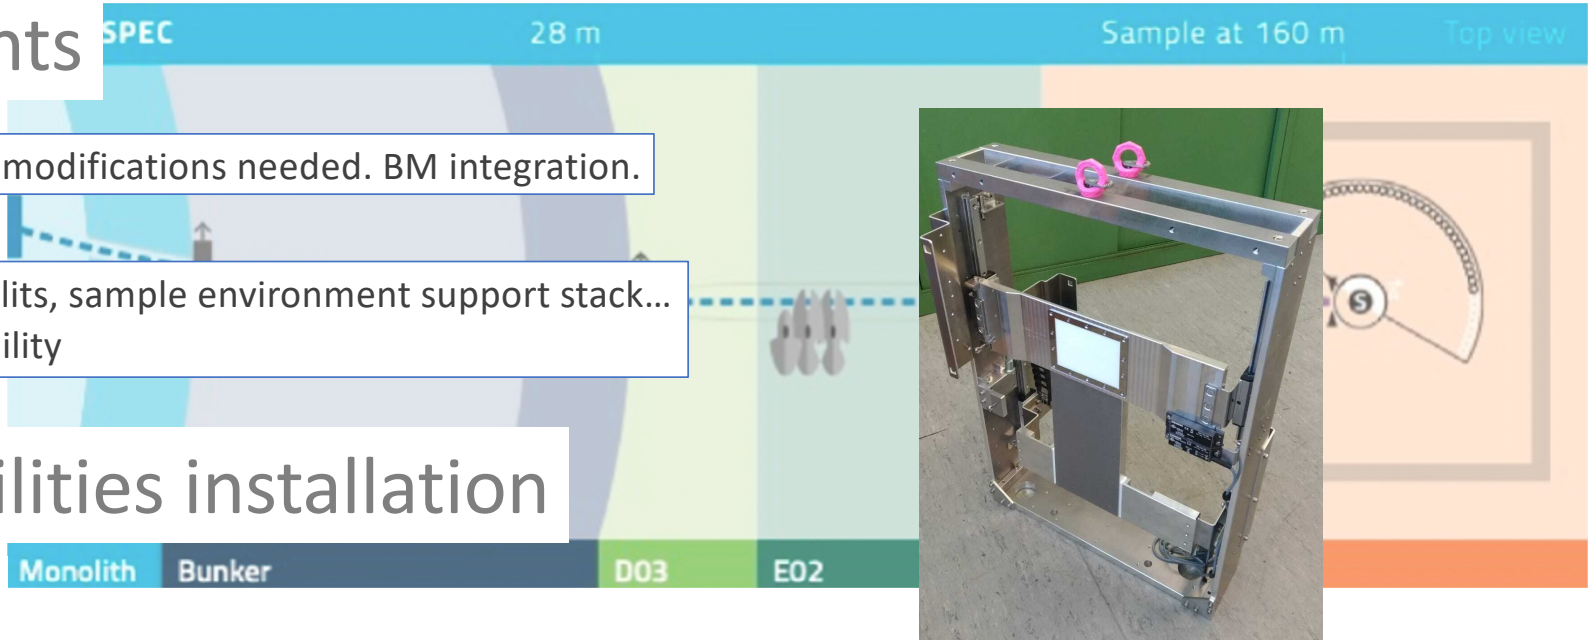 nts
SPEC
28 m
Sample at 160 m
Top view
modifications needed. BM integration.
lits, sample environment support stack...
ility
S
ilities installation
Monolith
Bunker
D03
E02